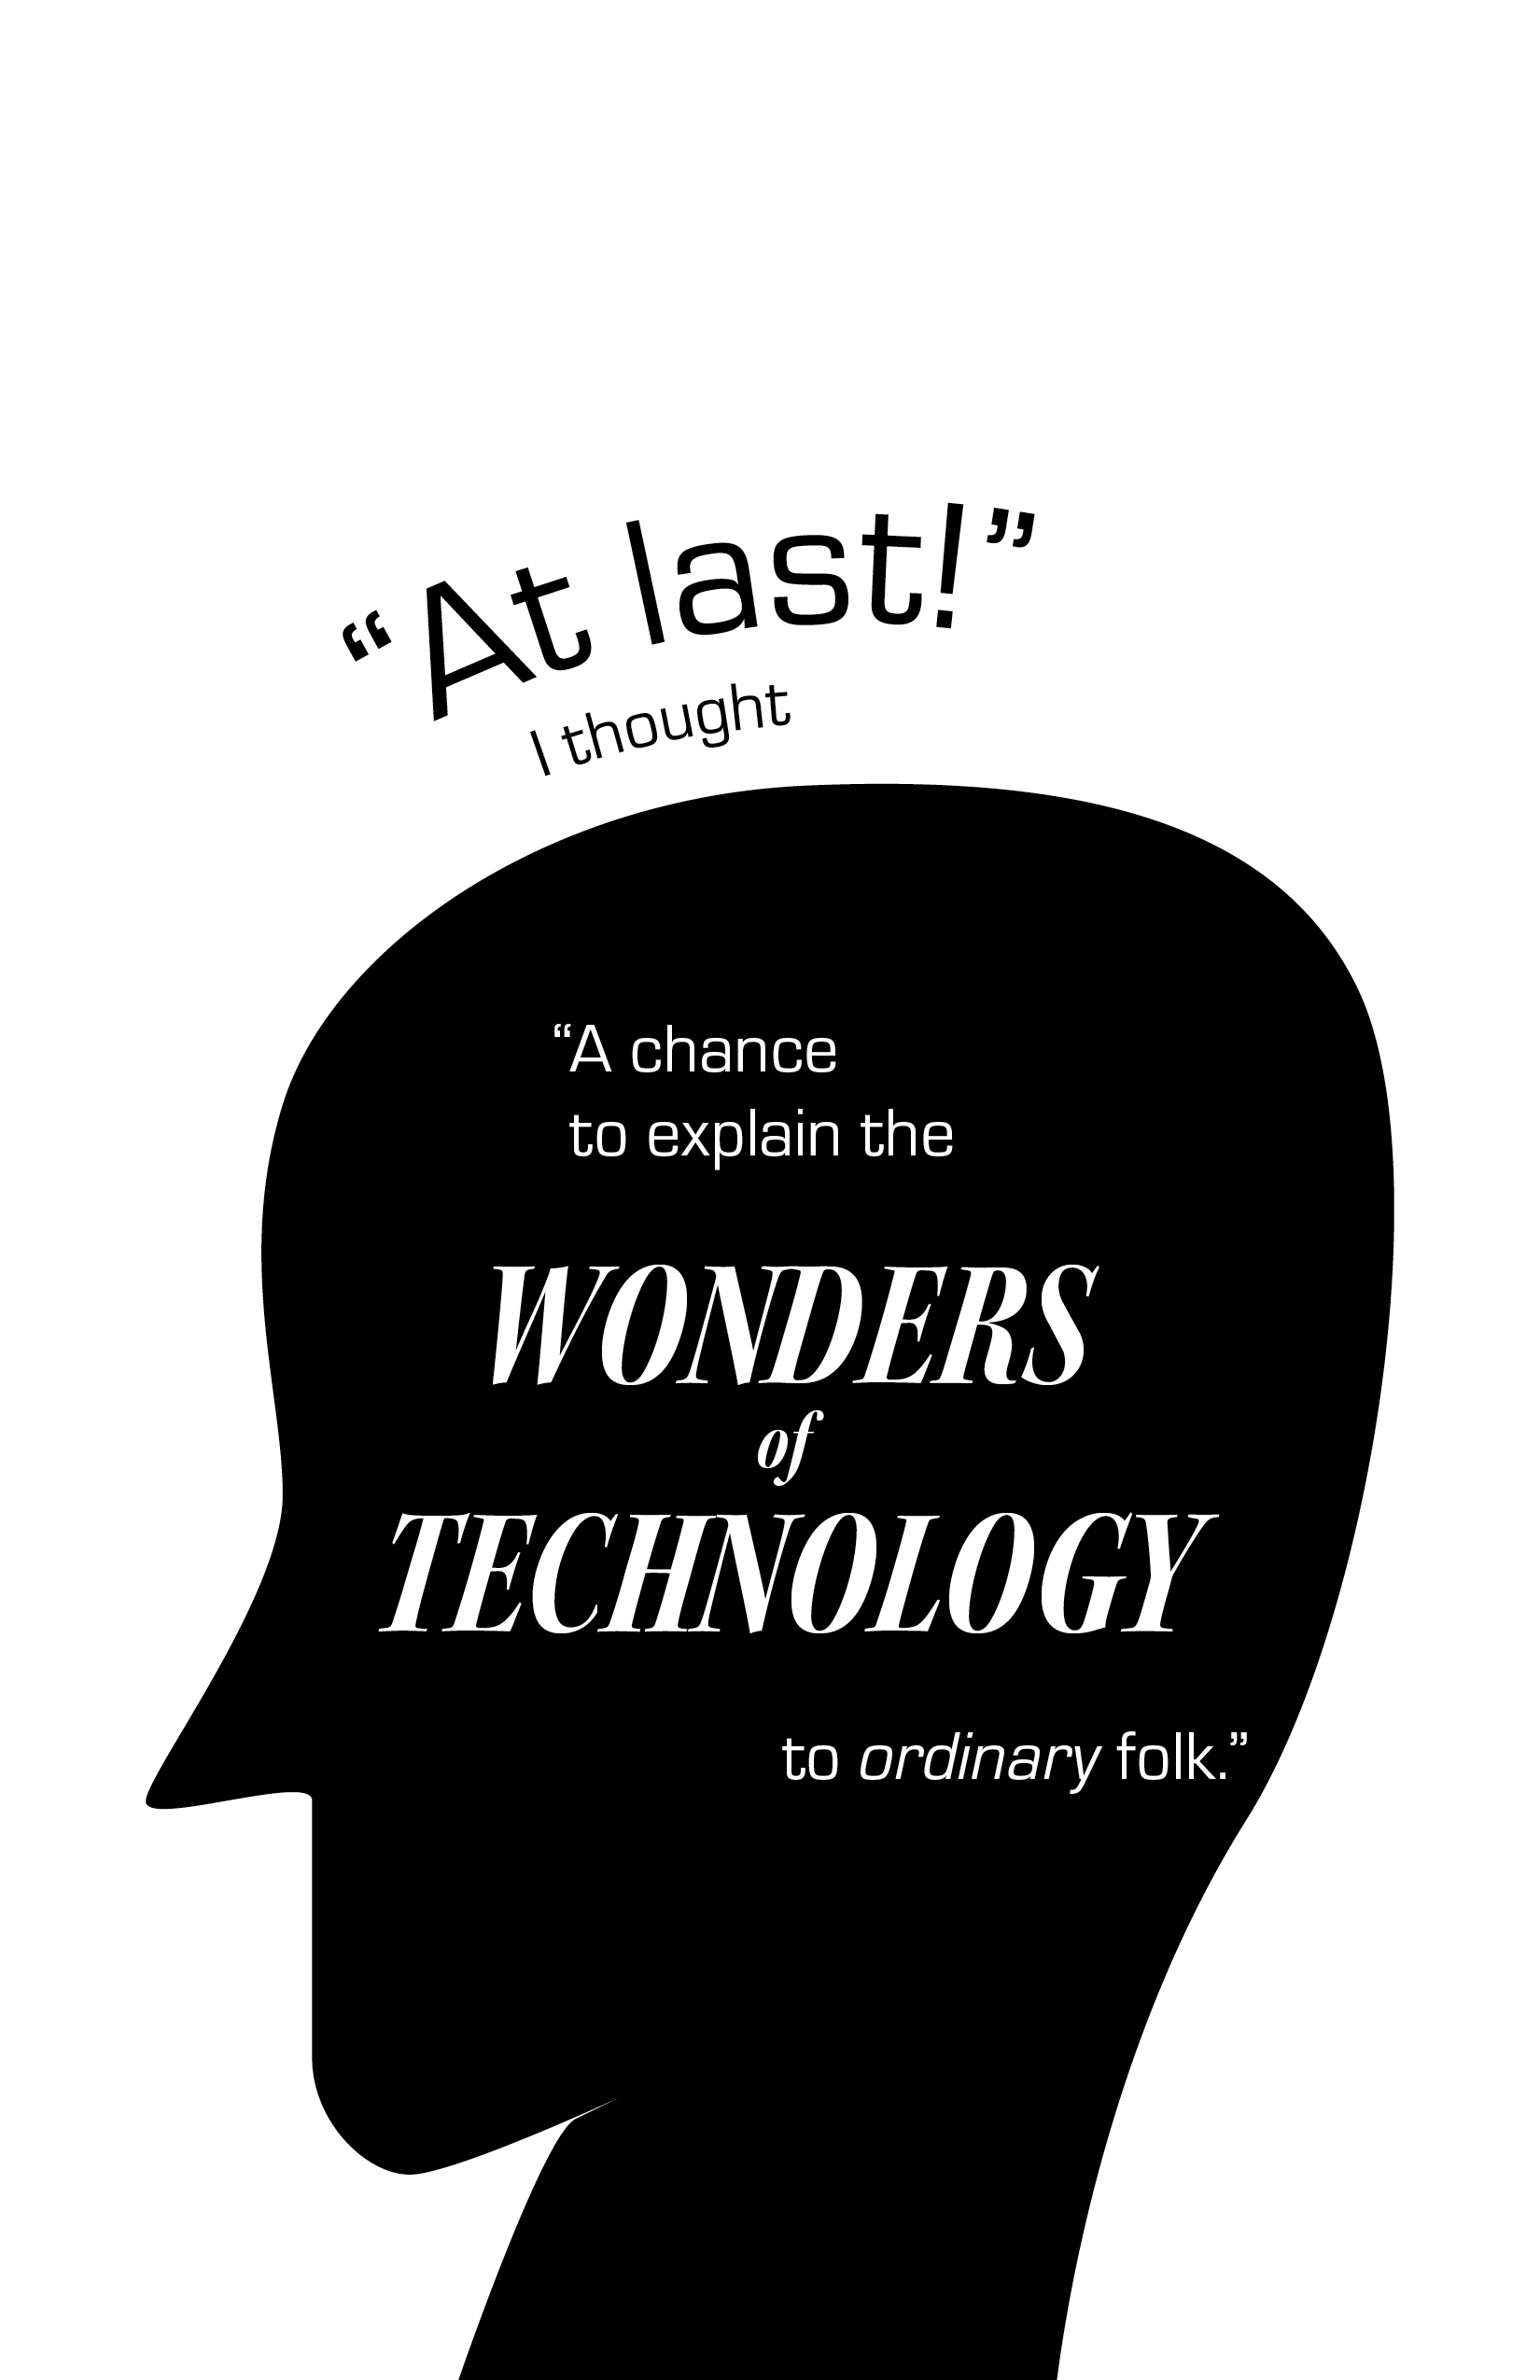 “At last!”
I thought
“A chance
to explain the
WONDERS
of
TECHNOLOGY
to ordinary folk.”